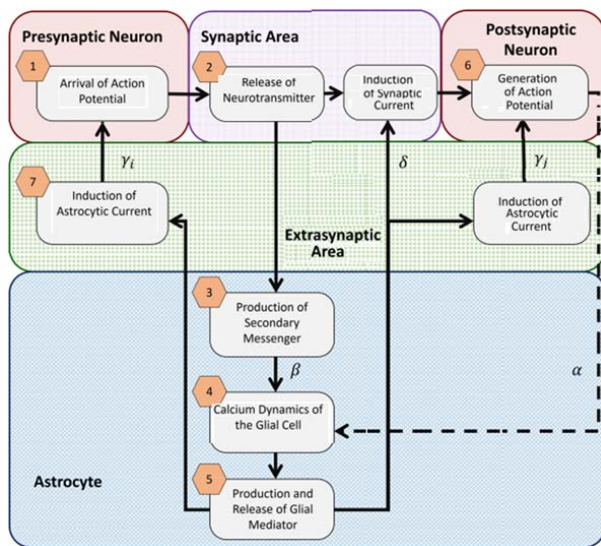 Presynaptic Neuron
Synaptic Area
Postsynaptic
Neuron
1
Arrival of Action
Potential
2
Release of
Neurotransmitter
Induction
of Synaptic
Current
6
Generation
of Action
Potential
γi
δ
γj
7
Induction of
Astrocytic Current
Induction of
Astrocytic
Current
Extrasynaptic
Area
3
Production of
Secondary
Messenger
β
α
4
Calcium Dynamics of
the Glial Cell
5
Production and
Release of Glial
Mediator
Astrocyte